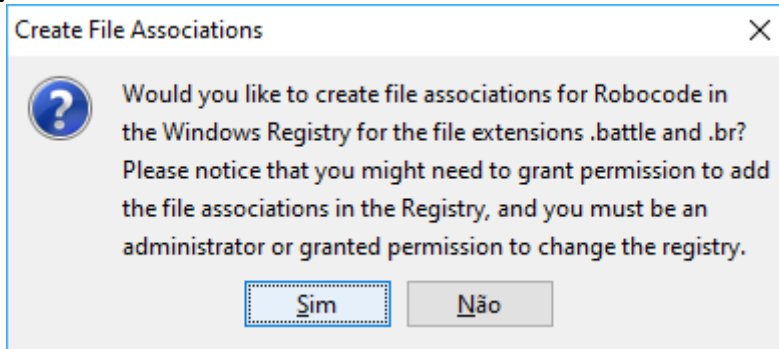 Create File Associations
Would you like to create file associations for Robocode in
the Windows Registry for the file extensions .battle and .br?
Please notice that you might need to grant permission to add
the file associations in the Registry, and you must be an
administrator or granted permission to change the registry.
Sim Não